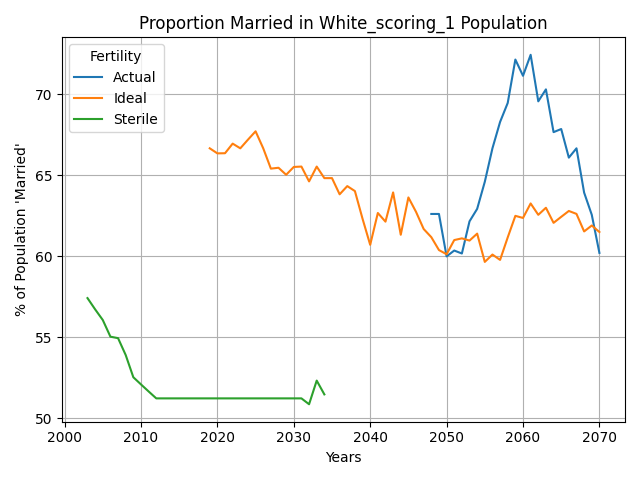 Proportion Married in White_scoring_1 Population
Fertility
Actual
Ideal
Sterile
% of Population 'Married'
70
65
60
55
50
2000 2010 2020 2030 2040 2050 2060 2070
Years